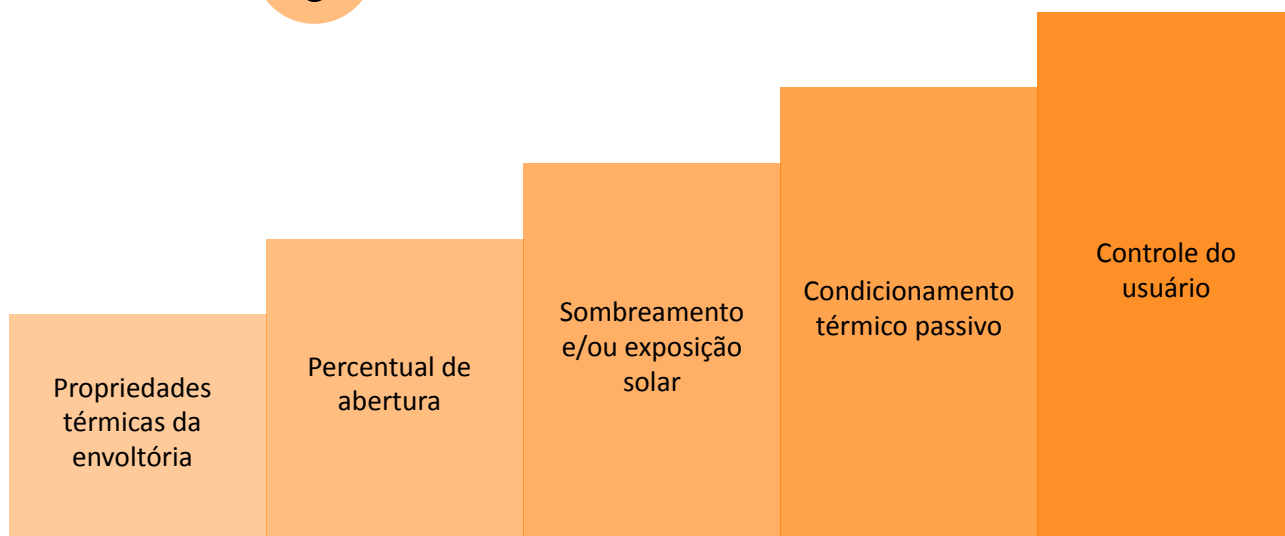 Propriedades
térmicas da
envoltória
Percentual de
abertura
Sombreamento
e/ou exposição
solar
Condicionamento
térmico passivo
Controle do
usuário